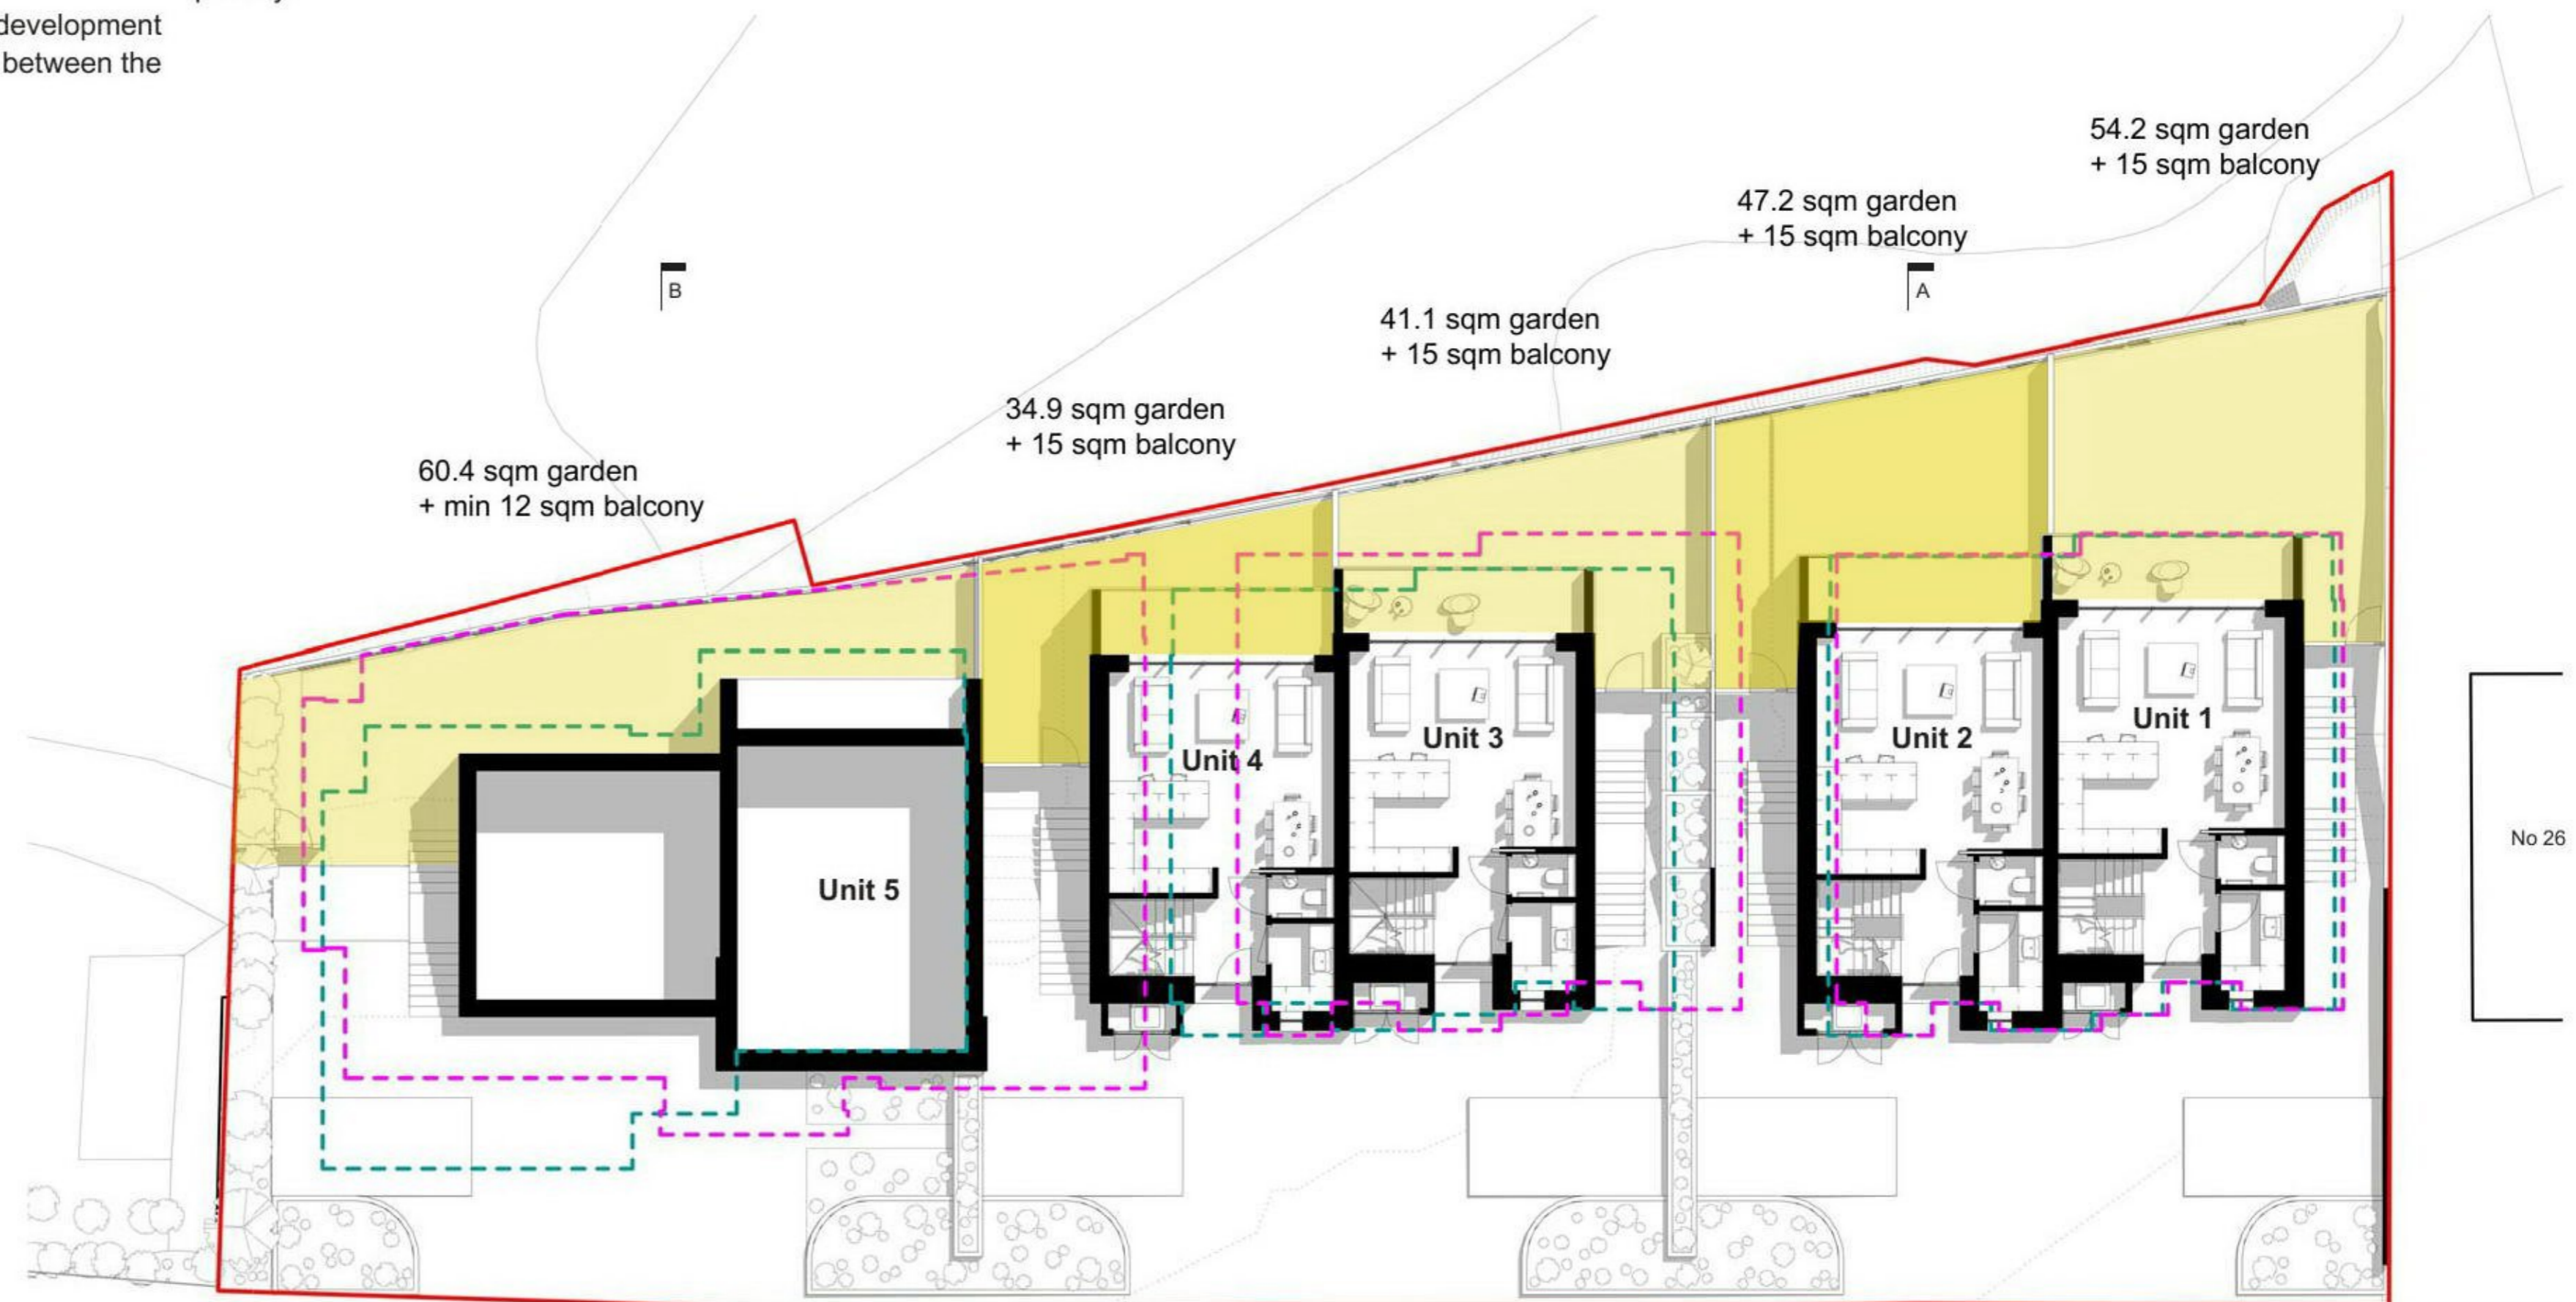 development
between the
54.2 sqm garden
+ 15 sqm balcony
47.2 sqm garden
+ 15 sqm balcony
B
A
41.1 sqm garden
+ 15 sqm balcony
34.9 sqm garden
+ 15 sqm balcony
60.4 sqm garden
+ min 12 sqm balcony
Unit 1
Unit 2
Unit 3
Unit 4
No 26
Unit 5